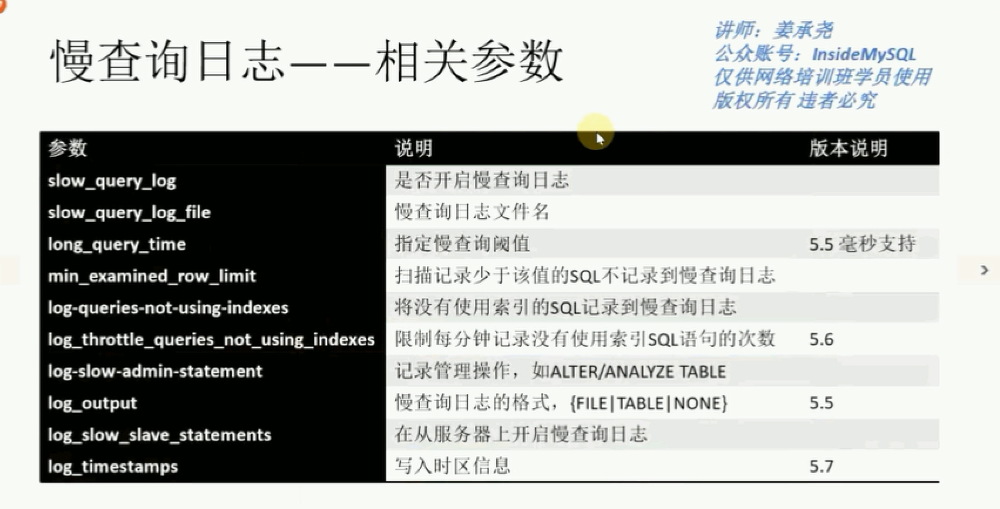 慢查询日志——相关参数
讲师：姜承尧
公众账号：InsideMySQL
仅供网络培训班学员使用
版权所有 违者必究
参数 说明 版本说明
slow_query_log 是否开启慢查询日志
slow_query_log_file 慢查询日志文件名
long_query_time 指定慢查询阈值 5.5 毫秒支持
min_examined_row_limit 扫描记录少于该值的SQL不记录到慢查询日志
log-queries-not-using-indexes 将没有使用索引的SQL记录到慢查询日志
log_throttle_queries_not_using_indexes 限制每分钟记录没有使用索引SQL语句的次数 5.6
log-slow-admin-statement 记录管理操作，如ALTER/ANALYZE TABLE
log_output 慢查询日志的格式，{FILE|TABLE|NONE} 5.5
log_slow_slave_statements 在从服务器上开启慢查询日志
log_timestamps 写入时区信息 5.7